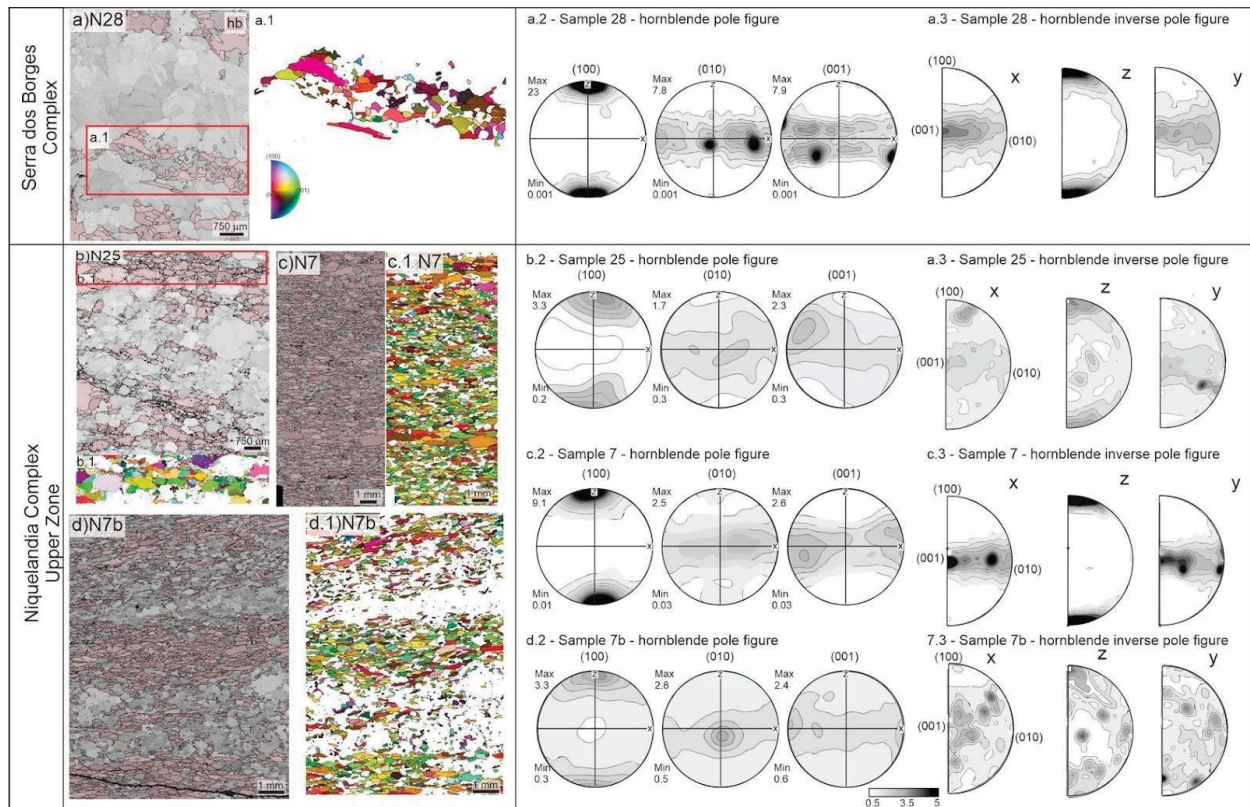 Serra dos Borges
Complex
a)N28
hb
a.1
750 µm
a.1
(100)
(001)
a.2 - Sample 28 - hornblende pole figure
(100)
(010)
(001)
Max
23
Max
7.8
Max
7.9
z
z
z
x
x
x
Min
0.001
Min
0.001
Min
0.001
a.3 - Sample 28 - hornblende inverse pole figure
(100)
x
z
y
(001)
(010)
Niquelandia Complex
Upper Zone
b)N25
b.1
750 µm
b.1
c)N7
1 mm
c.1 N7
1 mm
b.2 - Sample 25 - hornblende pole figure
(100)
(010)
(001)
Max
3.3
Max
1.7
Max
2.3
z
z
z
x
x
x
Min
0.2
Min
0.3
Min
0.3
a.3 - Sample 25 - hornblende inverse pole figure
(100)
x
z
y
(001)
(010)
c.2 - Sample 7 - hornblende pole figure
(100)
(010)
(001)
Max
9.1
Max
2.5
Max
2.6
z
z
z
x
x
x
Min
0.01
Min
0.03
Min
0.03
c.3 - Sample 7 - hornblende inverse pole figure
(100)
x
z
y
(001)
(010)
d)N7b
1 mm
d.1)N7b
1 mm
d.2 - Sample 7b - hornblende pole figure
(100)
(010)
(001)
Max
3.3
Max
2.8
Max
2.4
z
z
z
x
x
x
Min
0.3
Min
0.5
Min
0.6
7.3 - Sample 7b - hornblende inverse pole figure
(100)
x
z
y
(001)
(010)
0.5 3.5 5